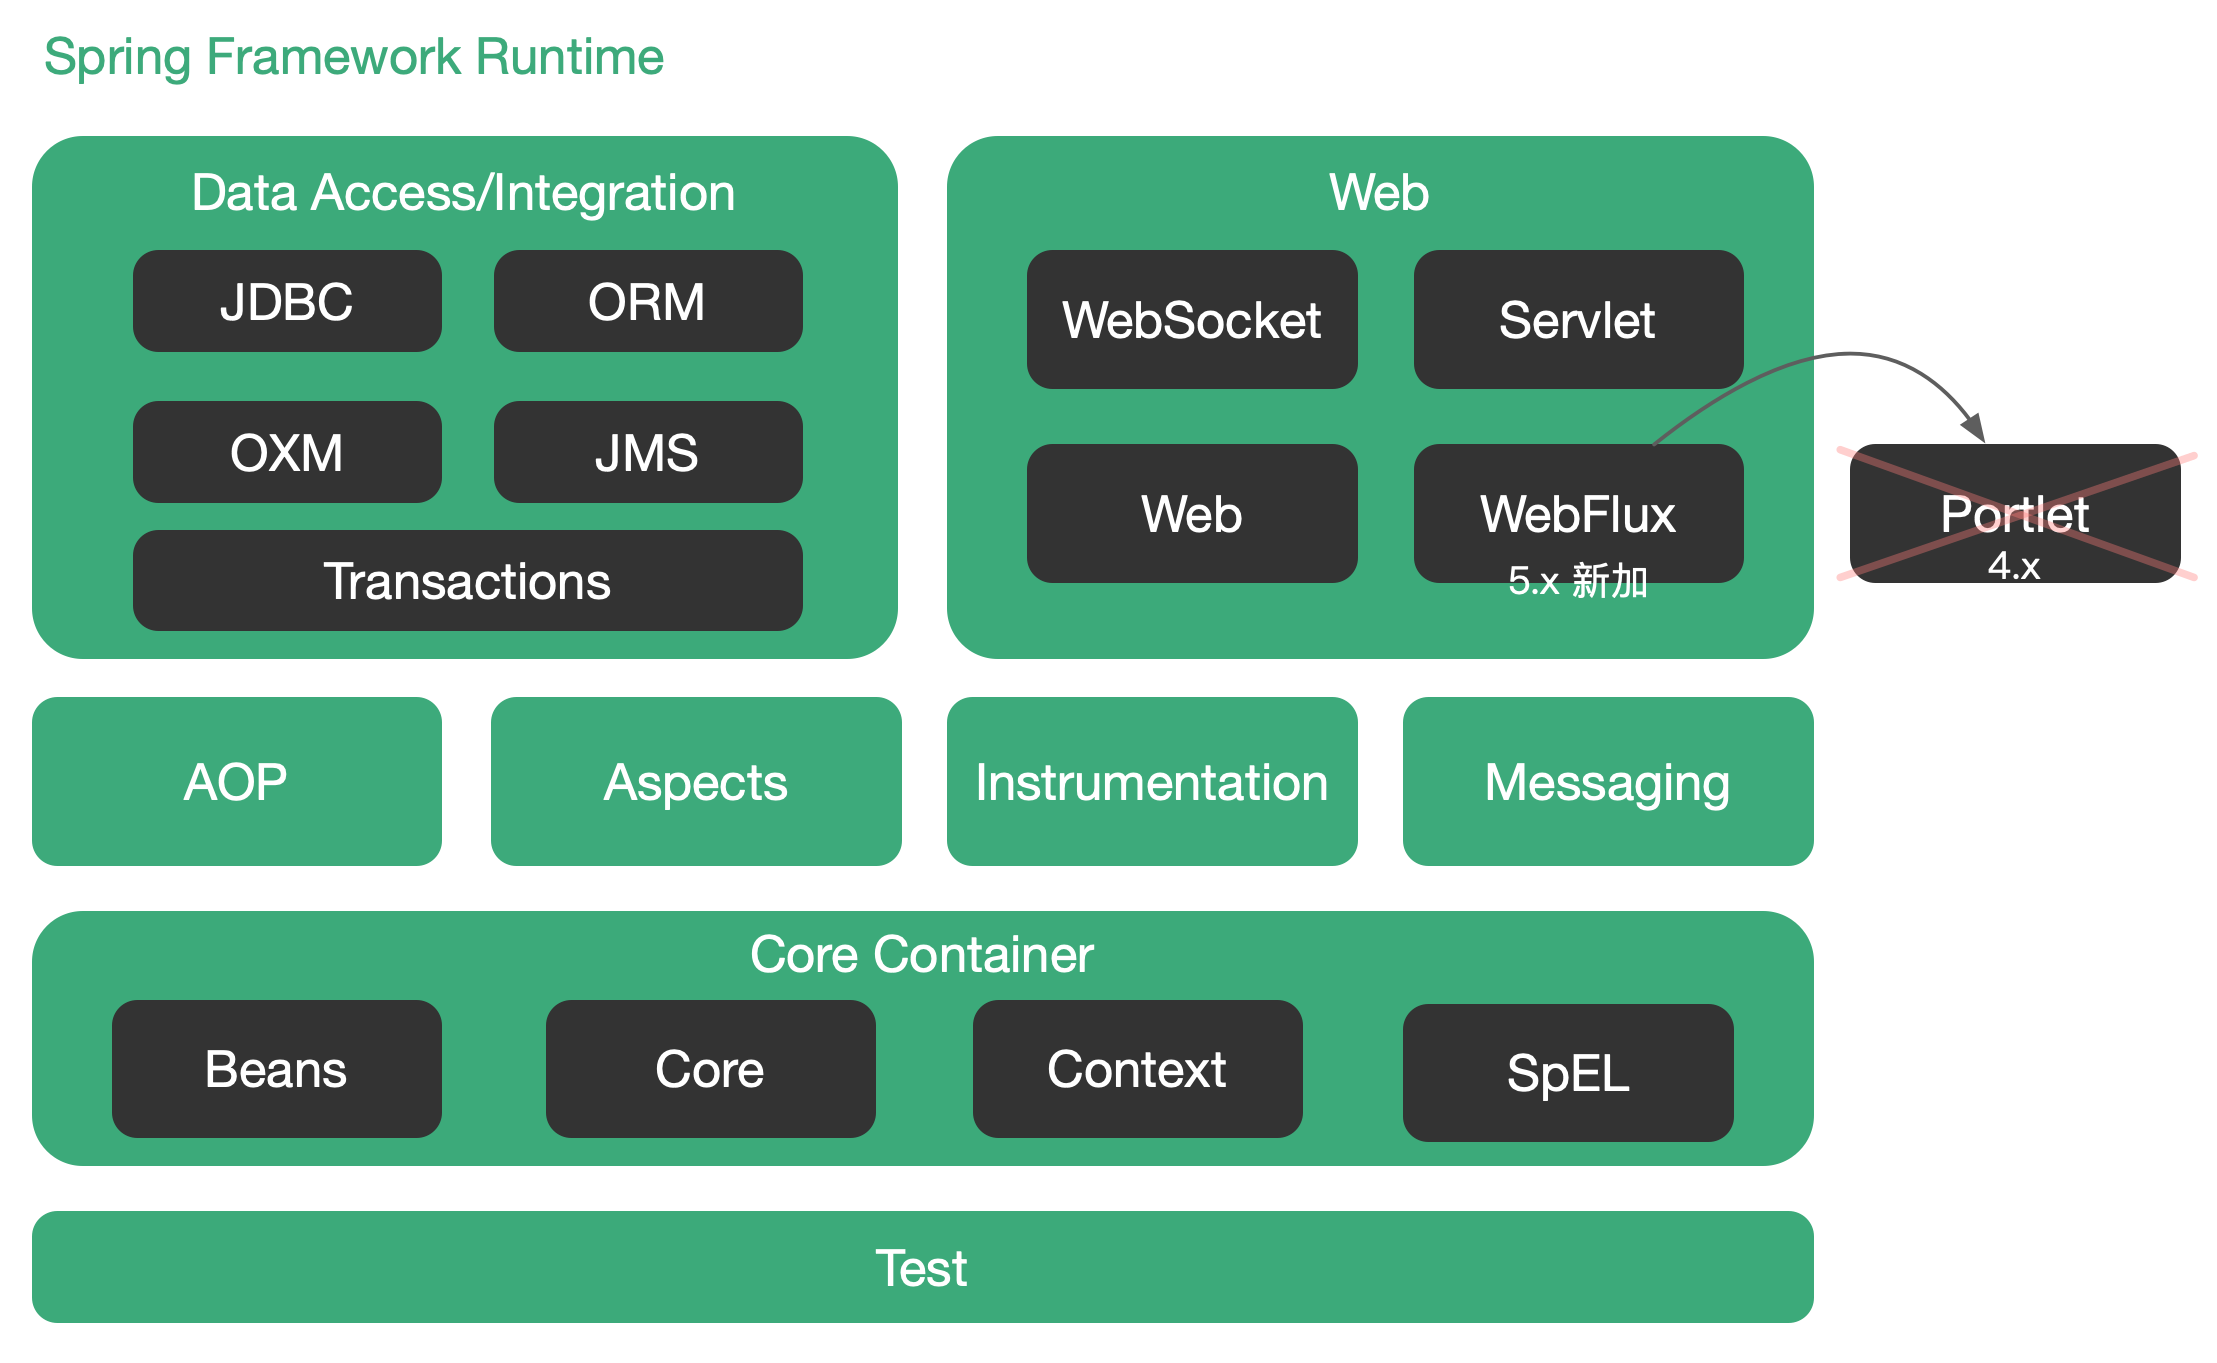 Spring Framework Runtime
Data Access/Integration
JDBC
ORM
OXM
JMS
Transactions
Web
WebSocket
Servlet
Web
WebFlux
5.x 新加
Portlet
4.x
AOP
Aspects
Instrumentation
Messaging
Core Container
Beans
Core
Context
SpEL
Test